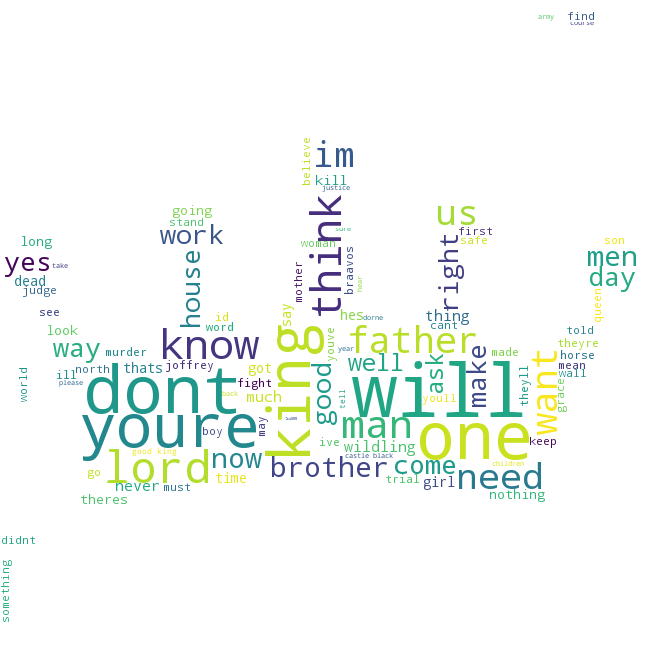 army
find
course
believe
im
kill
justice
going
stand
us
think
work
sure
first
safe
woman
long
yes
take
dead
judge
house
mother
braavos
hear
right
son
men
day
queen
see
id
word
say
hes
dorne
thing
cant
look
know
king
youve
year
father
told
theyre
way
murder
horse
mean
wall
north
thats
joffrey
got
well
ask
make
made
want
world
ill
please
dont
fight
back
much
good
tell
will
youll
theyll
grace
youre
boy
may
sam
man
one
keep
good king
ive
wildling
lord
now
brother
castle black
come
need
children
go
never
must
time
trial
girl
nothing
theres
didnt
something